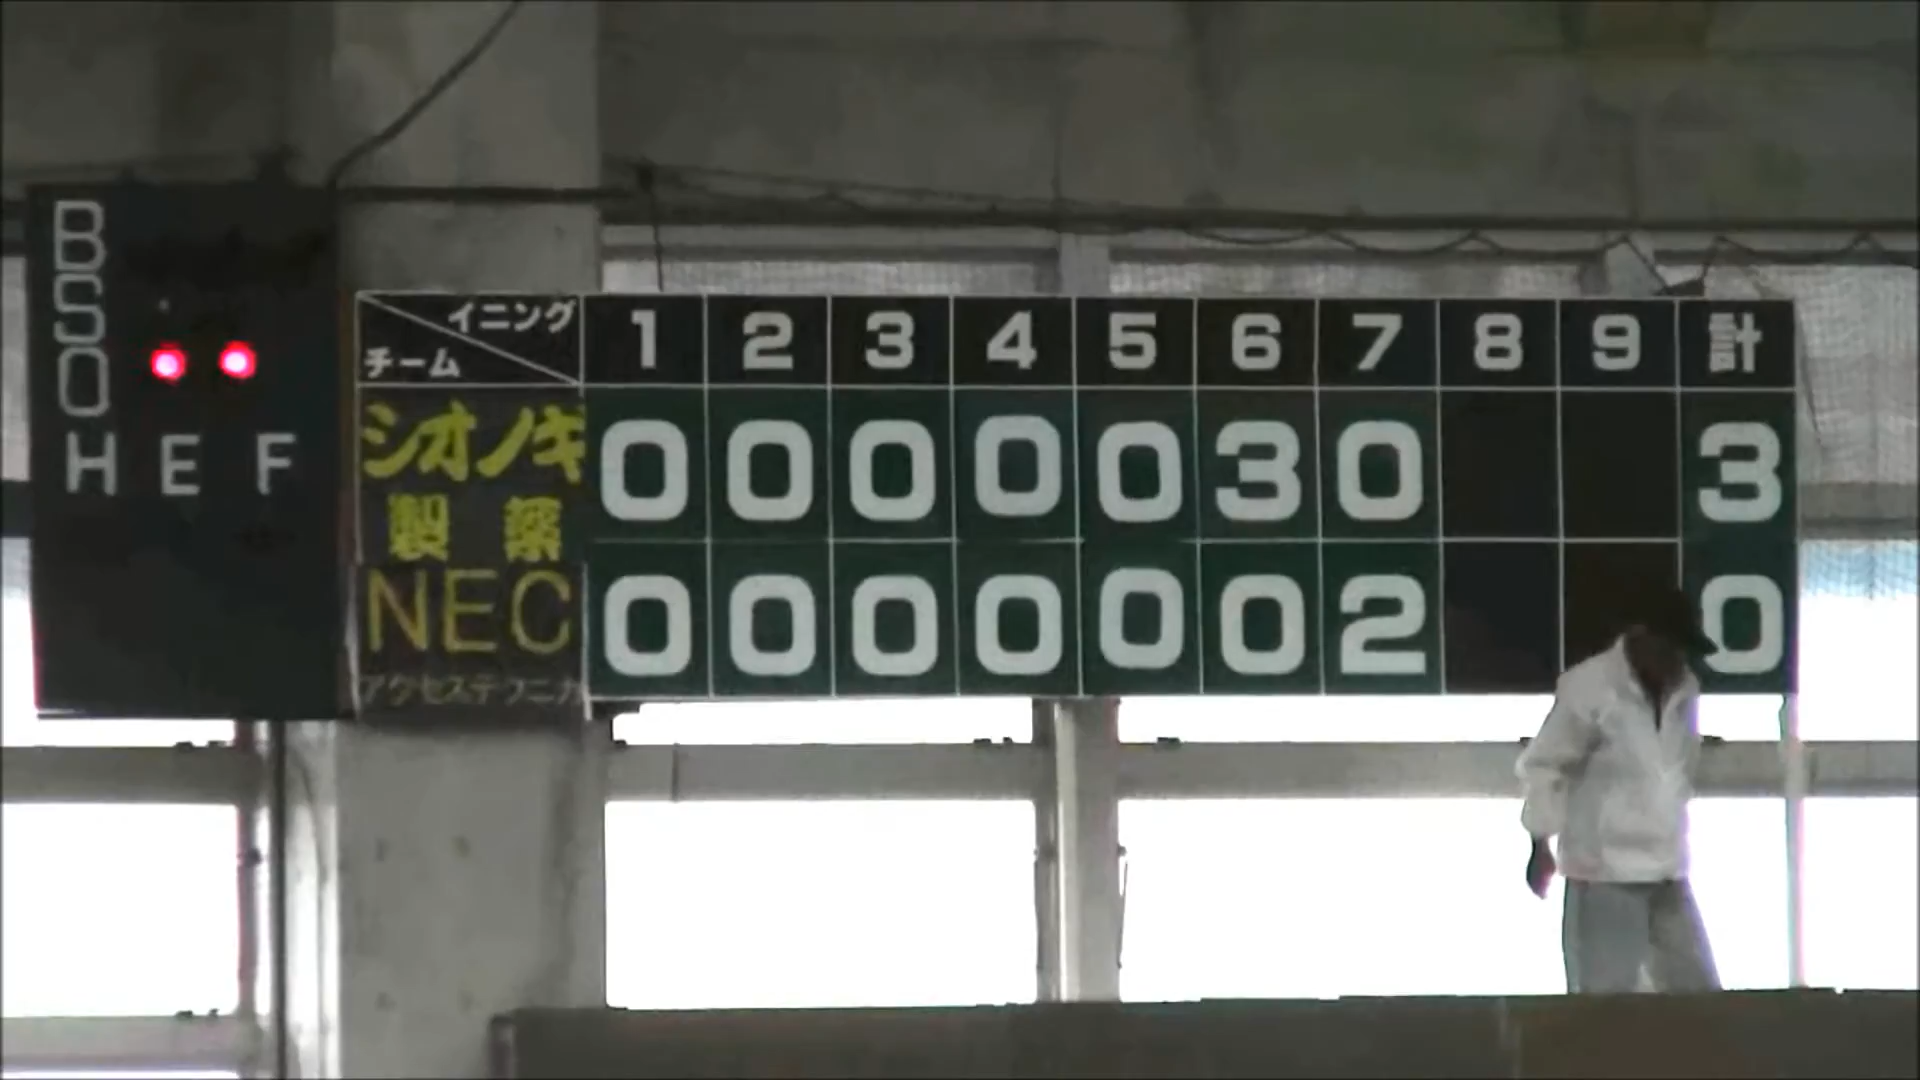 B
S
O
H E F
イニング 1 2 3 4 5 6 7 8 9 計
チーム
シオノギ 0 0 0 0 0 3 0 3
製薬
NEC 0 0 0 0 0 0 2 0
アクセステクニカ